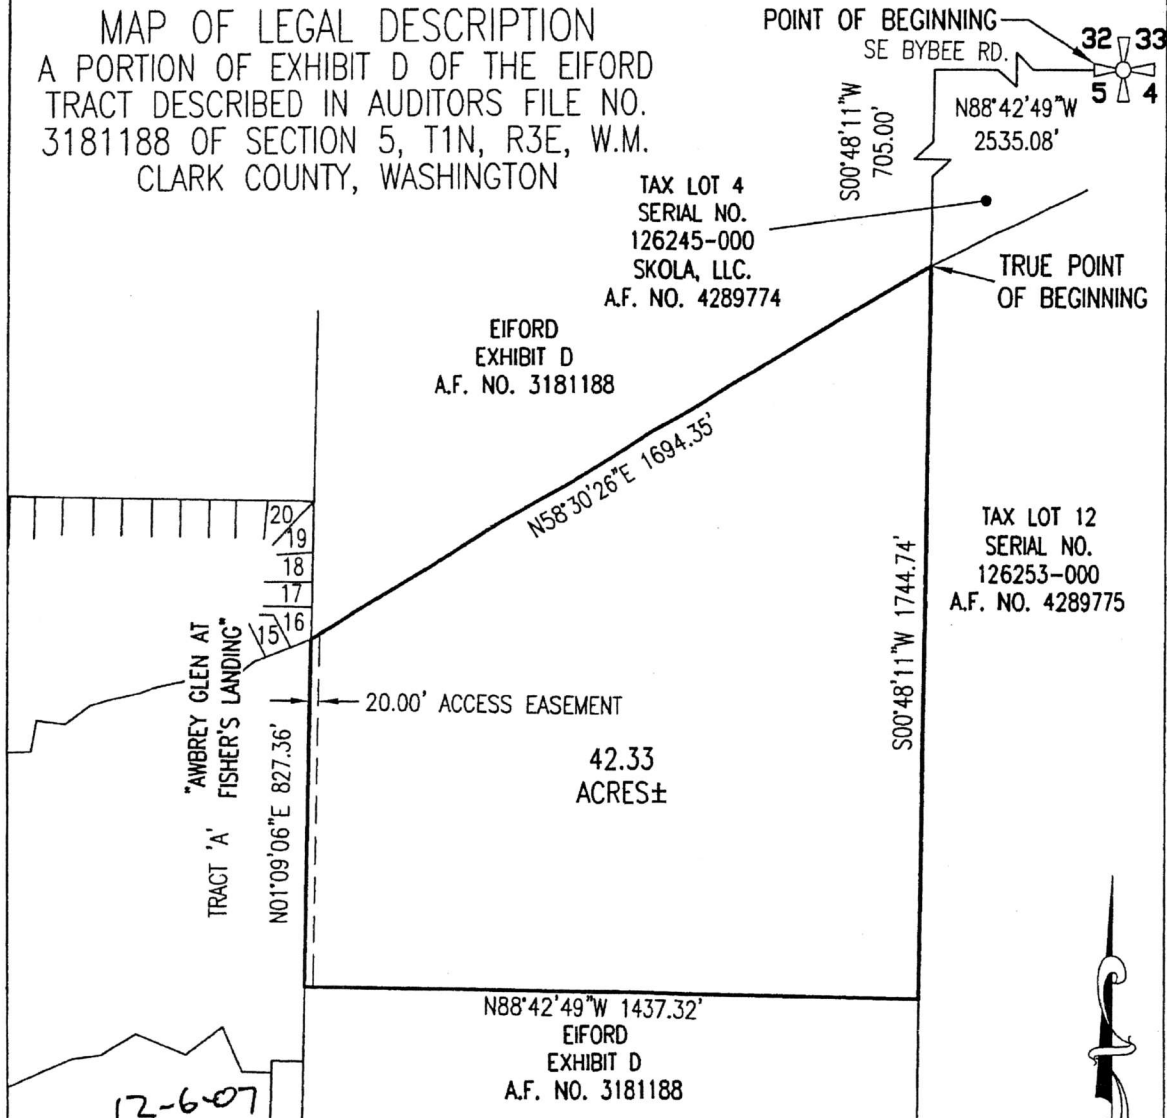 MAP OF LEGAL DESCRIPTION
A PORTION OF EXHIBIT D OF THE EIFORD
TRACT DESCRIBED IN AUDITORS FILE NO.
3181188 OF SECTION 5, T1N, R3E, W.M.
CLARK COUNTY, WASHINGTON
POINT OF BEGINNING
SE BYBEE RD.
32 33
5 4
N88°42'49"W
2535.08'
S00°48'11"W
705.00'
TAX LOT 4
SERIAL NO.
126245-000
SKOLA, LLC.
A.F. NO. 4289774
TRUE POINT
OF BEGINNING
EIFORD
EXHIBIT D
A.F. NO. 3181188
N58°30'26"E 1694.35'
20
19
18
17
16
15
TAX LOT 12
SERIAL NO.
126253-000
A.F. NO. 4289775
S00°48'11"W 1744.74'
"AWBREY GLEN AT
FISHER'S LANDING"
TRACT 'A'
N01°09'06"E 827.36'
20.00' ACCESS EASEMENT
42.33
ACRES±
N88°42'49"W 1437.32'
EIFORD
EXHIBIT D
A.F. NO. 3181188
12-6-07